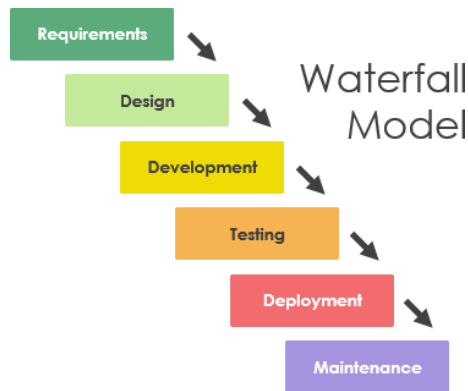 Requirements
Waterfall
Model
Design
Development
Testing
Deployment
Maintenance